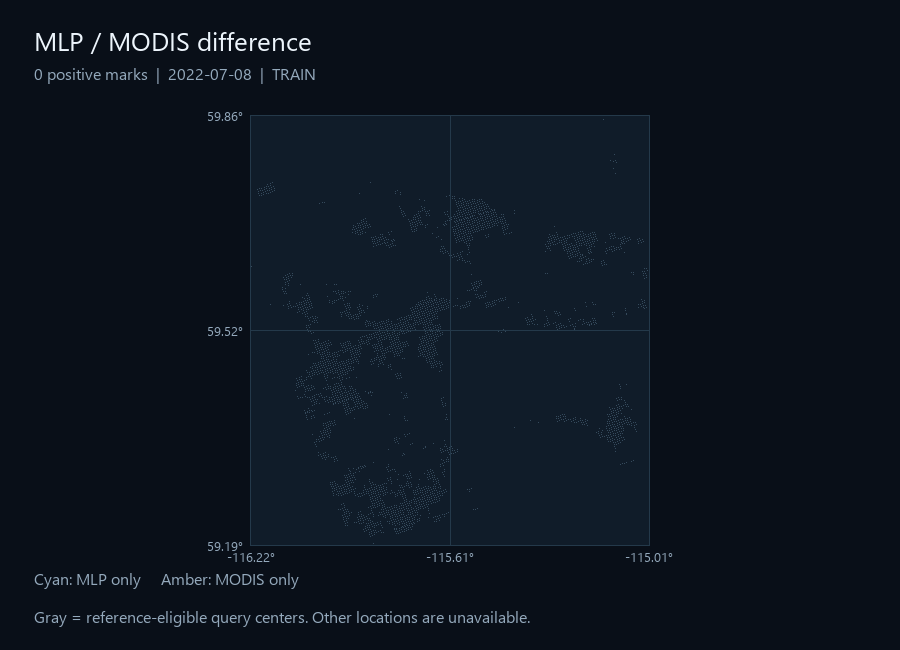 MLP / MODIS difference
0 positive marks | 2022-07-08 | TRAIN
59.86°
59.52°
59.19°
-116.22° -115.61° -115.01°
Cyan: MLP only Amber: MODIS only
Gray = reference-eligible query centers. Other locations are unavailable.